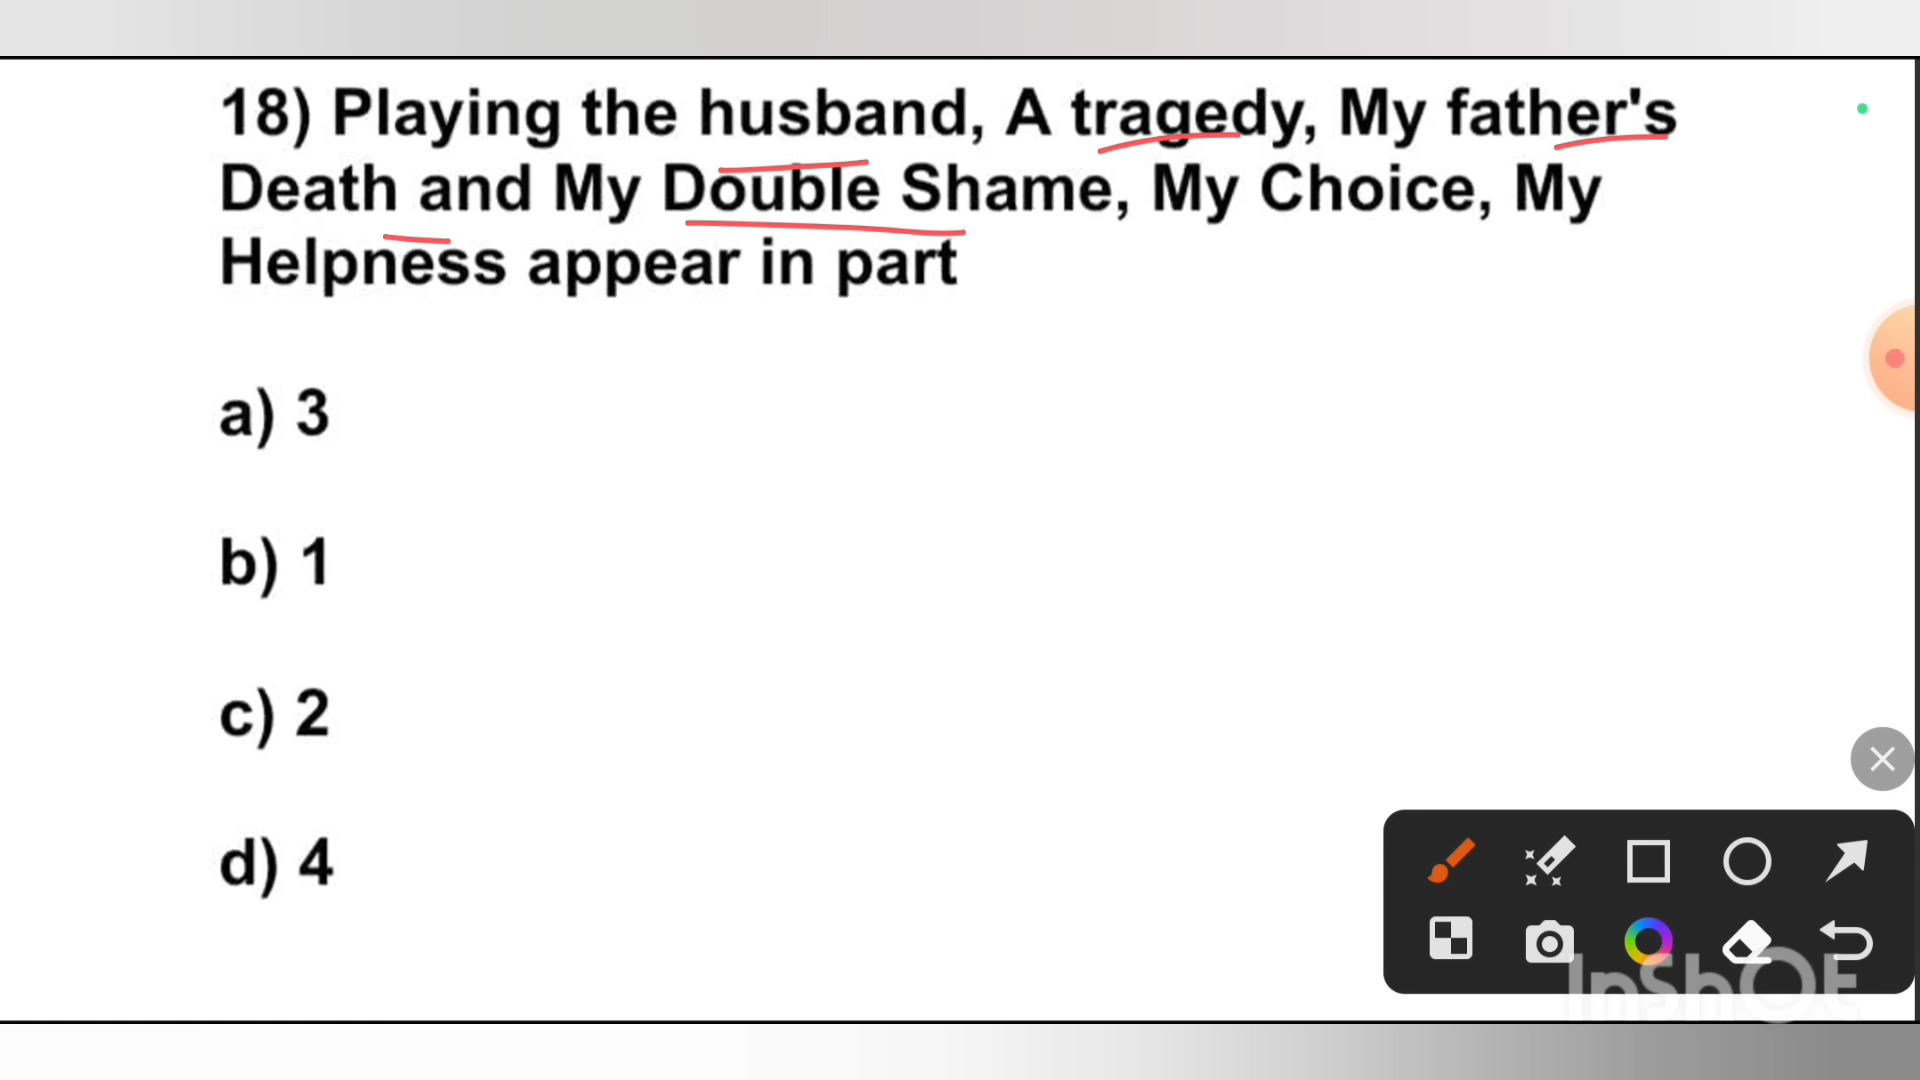 18) Playing the husband, A tragedy, My father's
Death and My Double Shame, My Choice, My
Helpness appear in part
a) 3
b) 1
c) 2
d) 4
InShOt